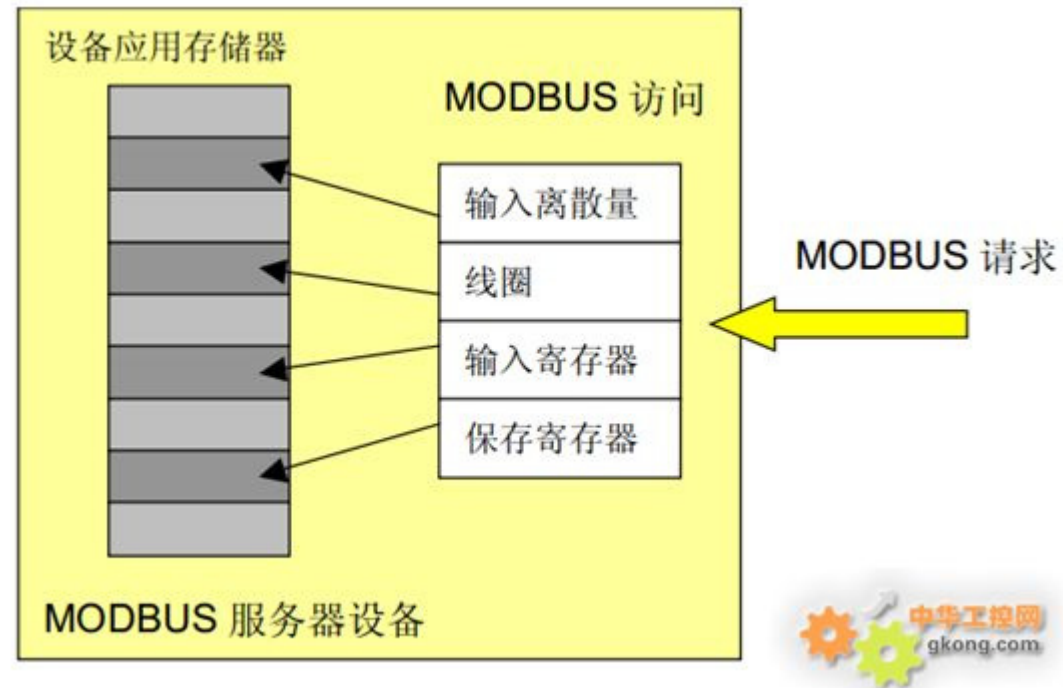 设备应用存储器
MODBUS 访问
输入离散量
线圈
输入寄存器
保存寄存器
MODBUS 请求
MODBUS 服务器设备
中华工控网
gkong.com